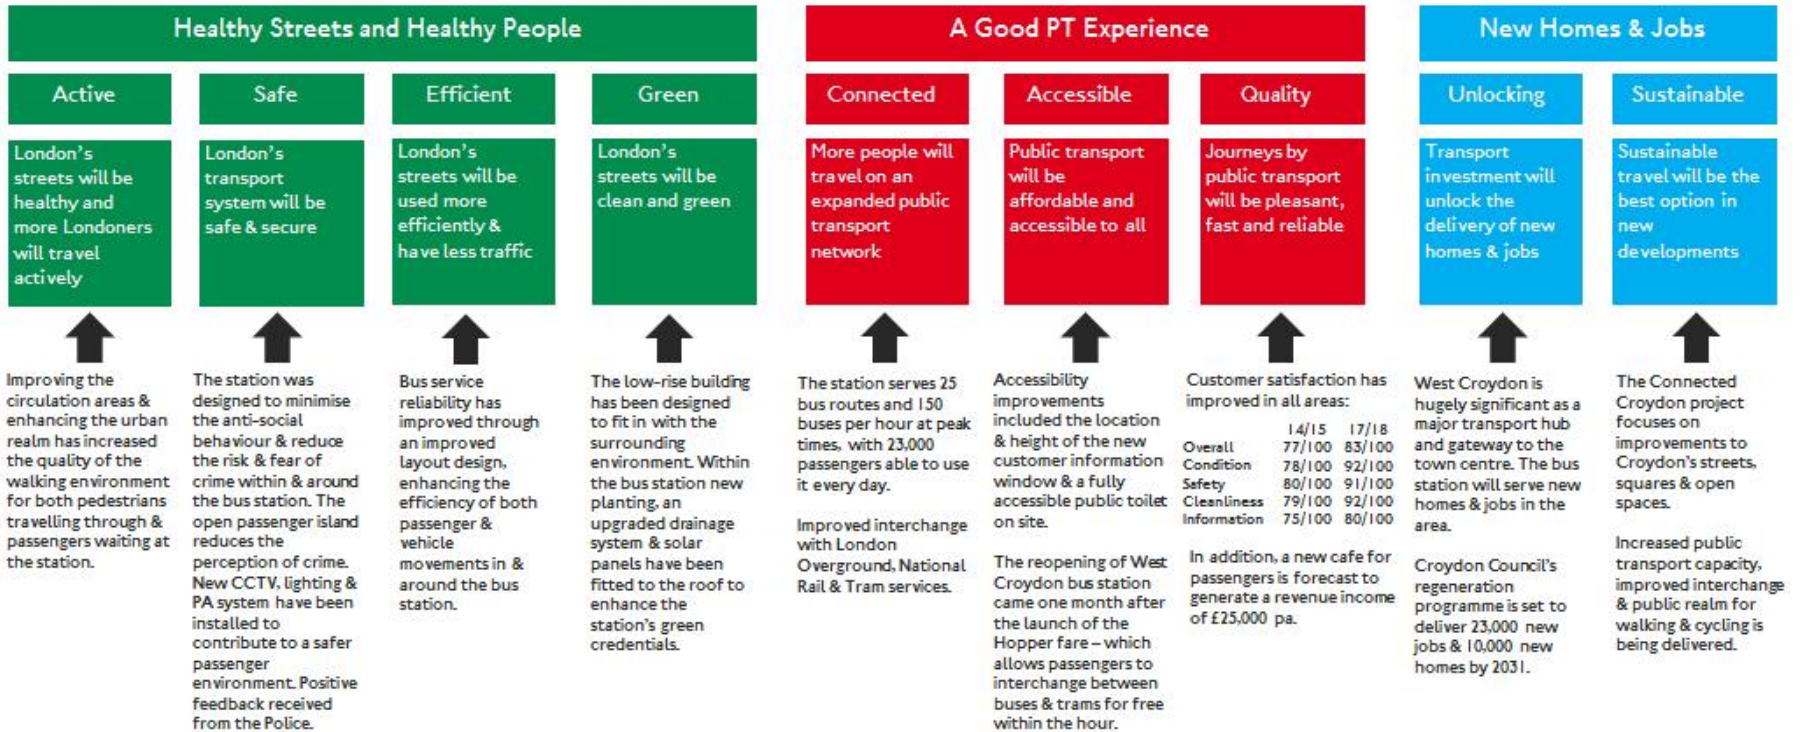 Healthy Streets and Healthy People
Active
London's
streets will be
healthy and
more Londoners
will travel
actively
Improving the
circulation areas &
enhancing the urban
realm has increased
the quality of the
walking environment
for both pedestrians
travelling through &
passengers waiting at
the station.
Safe
London's
transport
system will be
safe & secure
The station was
designed to minimise
the anti-social
behaviour & reduce
the risk & fear of
crime within & around
the bus station. The
open passenger island
reduces the
perception of crime.
New CCTV, lighting &
PA system have been
installed to
contribute to a safer
passenger
environment. Positive
feedback received
from the Police.
Efficient
London's
streets will be
used more
efficiently &
have less traffic
Bus service
reliability has
improved through
an improved
layout design,
enhancing the
efficiency of both
passenger &
vehicle
movements in &
around the bus
station.
Green
London's
streets will be
clean and green
The low-rise building
has been designed
to fit in with the
surrounding
environment. Within
the bus station new
planting, an
upgraded drainage
system & solar
panels have been
fitted to the roof to
enhance the
station's green
credentials.
A Good PT Experience
Connected
More people will
travel on an
expanded public
transport
network
The station serves 25
bus routes and 150
buses per hour at peak
times, with 23,000
passengers able to use
it every day.
Improved interchange
with London
Overground, National
Rail & Tram services.
Accessible
Public transport
will be
affordable and
accessible to all
Accessibility
improvements
included the location
& height of the new
customer information
window & a fully
accessible public toilet
on site.
The reopening of West
Croydon bus station
came one month after
the launch of the
Hopper fare – which
allows passengers to
interchange between
buses & trams for free
within the hour.
Quality
Journeys by
public transport
will be pleasant,
fast and reliable
Customer satisfaction has
improved in all areas:
14/15 17/18
Overall 77/100 83/100
Condition 78/100 92/100
Safety 80/100 91/100
Cleanliness 79/100 92/100
Information 75/100 80/100
In addition, a new cafe for
passengers is forecast to
generate a revenue income
of £25,000 pa.
New Homes & Jobs
Unlocking
Transport
investment will
unlock the
delivery of new
homes & jobs
West Croydon is
hugely significant as a
major transport hub
and gateway to the
town centre. The bus
station will serve new
homes & jobs in the
area.
Croydon Council's
regeneration
programme is set to
deliver 23,000 new
jobs & 10,000 new
homes by 2031.
Sustainable
Sustainable
travel will be the
best option in
new
developments
The Connected
Croydon project
focuses on
improvements to
Croydon's streets,
squares & open
spaces.
Increased public
transport capacity,
improved interchange
& public realm for
walking & cycling is
being delivered.